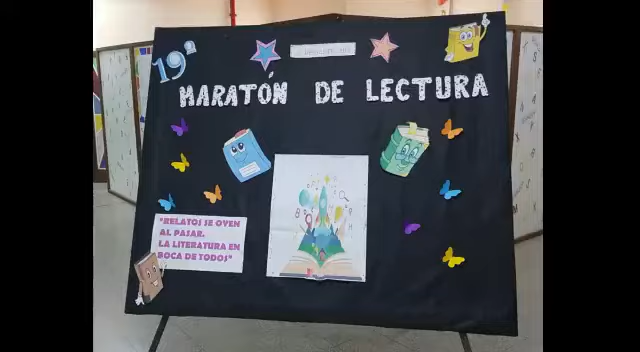 19ª
MARATÓN DE LECTURA
"RELATOS SE OYEN
AL PASAR.
LA LITERATURA EN
BOCA DE TODOS"